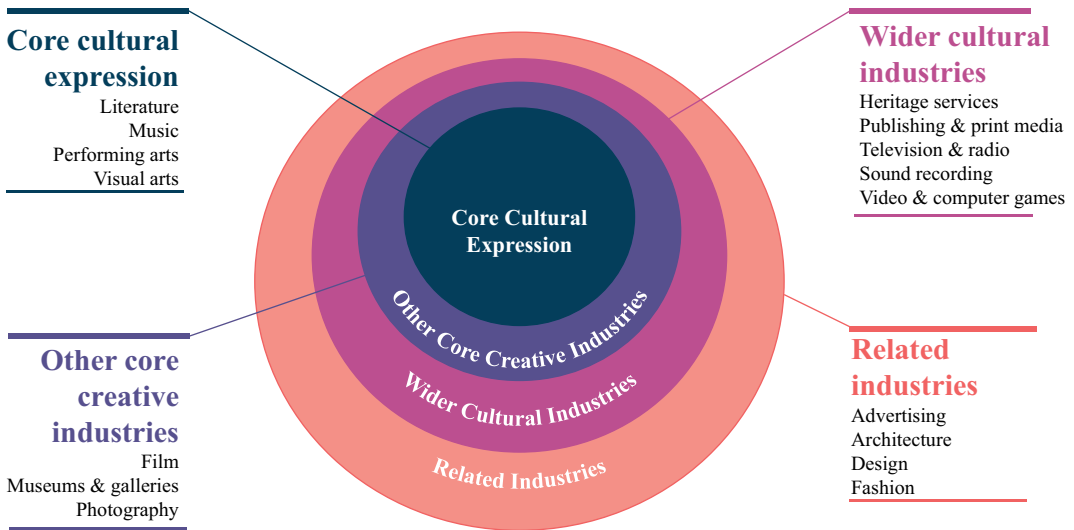 Core cultural
expression
Literature
Music
Performing arts
Visual arts
Wider cultural
industries
Heritage services
Publishing & print media
Television & radio
Sound recording
Video & computer games
Core Cultural
Expression
Other Core Creative Industries
Wider Cultural Industries
Related Industries
Other core
creative
industries
Film
Museums & galleries
Photography
Related
industries
Advertising
Architecture
Design
Fashion